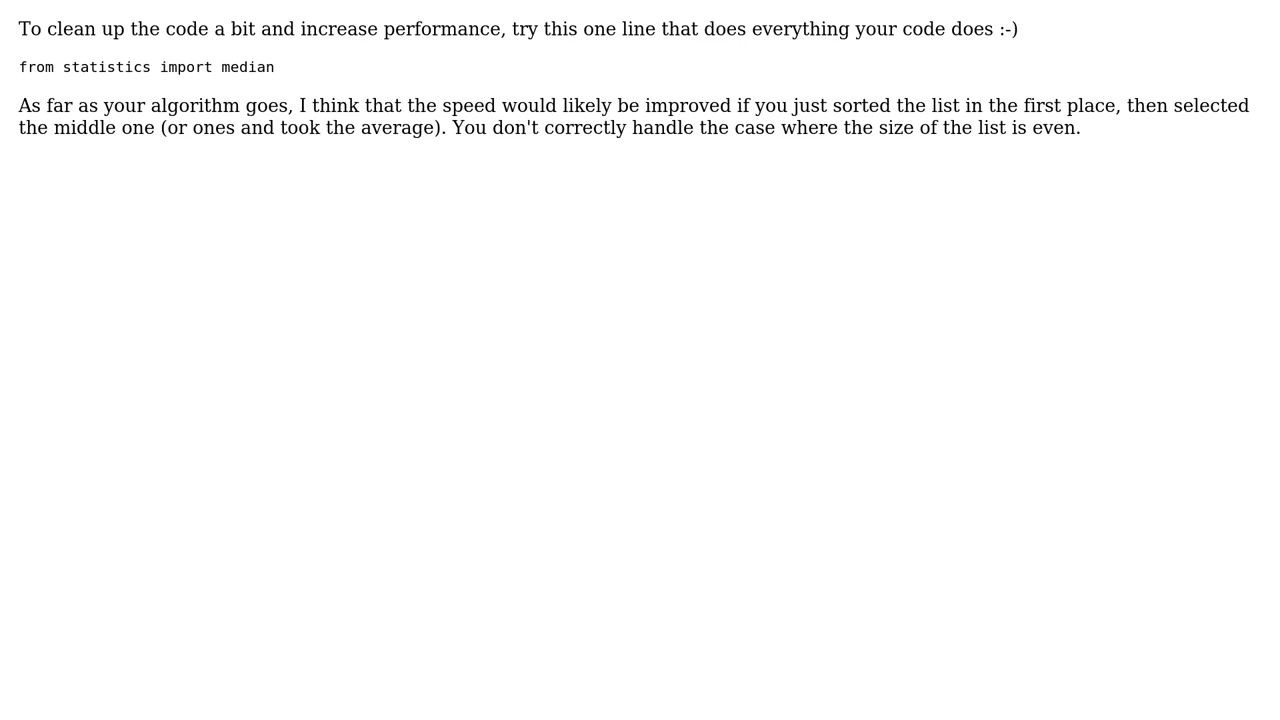 To clean up the code a bit and increase performance, try this one line that does everything your code does :-)
from statistics import median
As far as your algorithm goes, I think that the speed would likely be improved if you just sorted the list in the first place, then selected
the middle one (or ones and took the average). You don't correctly handle the case where the size of the list is even.